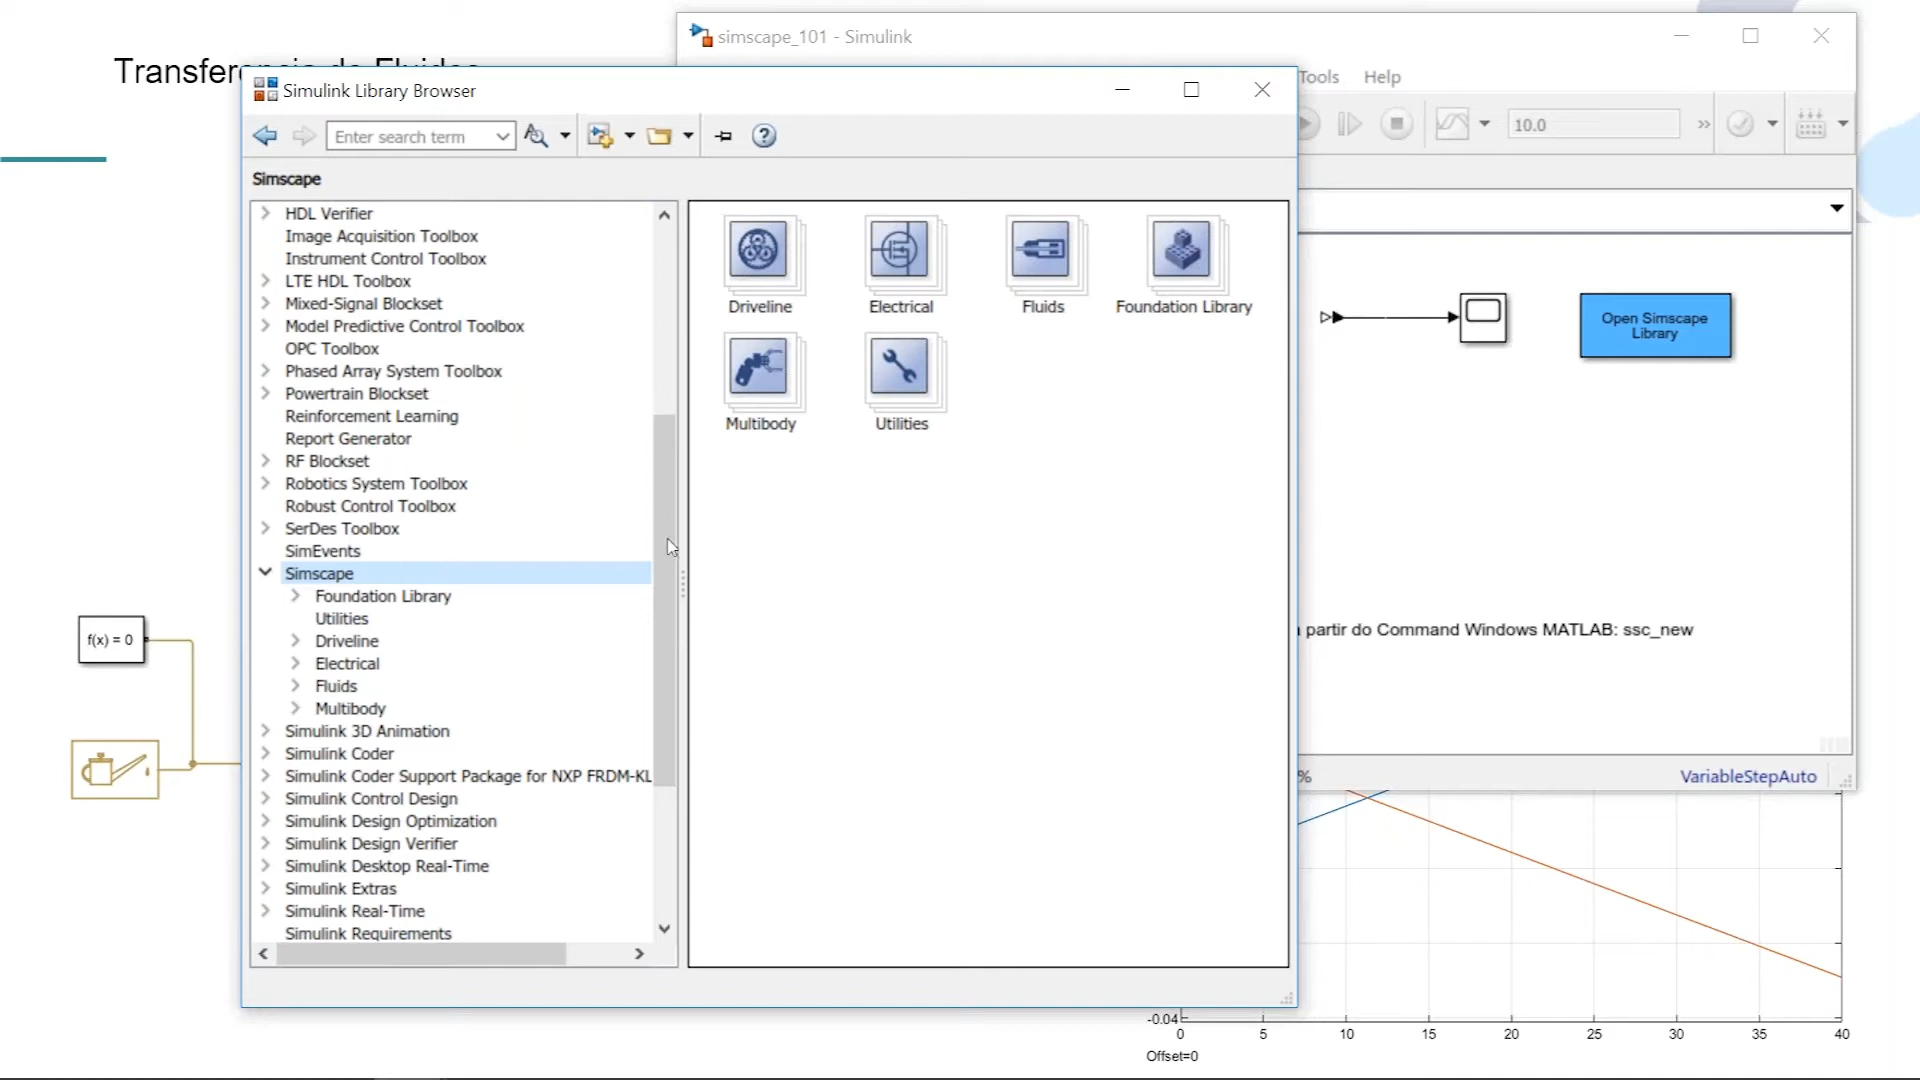 Transferencia de Fluidos
simscape_101 - Simulink
Tools Help
10.0
Simulink Library Browser
Enter search term
Simscape
HDL Verifier
Image Acquisition Toolbox
Instrument Control Toolbox
LTE HDL Toolbox
Mixed-Signal Blockset
Model Predictive Control Toolbox
OPC Toolbox
Phased Array System Toolbox
Powertrain Blockset
Reinforcement Learning
Report Generator
RF Blockset
Robotics System Toolbox
Robust Control Toolbox
SerDes Toolbox
SimEvents
Simscape
Foundation Library
Utilities
Driveline
Electrical
Fluids
Multibody
Simulink 3D Animation
Simulink Coder
Simulink Coder Support Package for NXP FRDM-KL
Simulink Control Design
Simulink Design Optimization
Simulink Design Verifier
Simulink Desktop Real-Time
Simulink Extras
Simulink Real-Time
Simulink Requirements
Driveline
Electrical
Fluids
Foundation Library
Multibody
Utilities
Open Simscape
Library
partir do Command Windows MATLAB: ssc_new
%
VariableStepAuto
f(x) = 0
-0.04
0 5 10 15 20 25 30 35 40
Offset=0